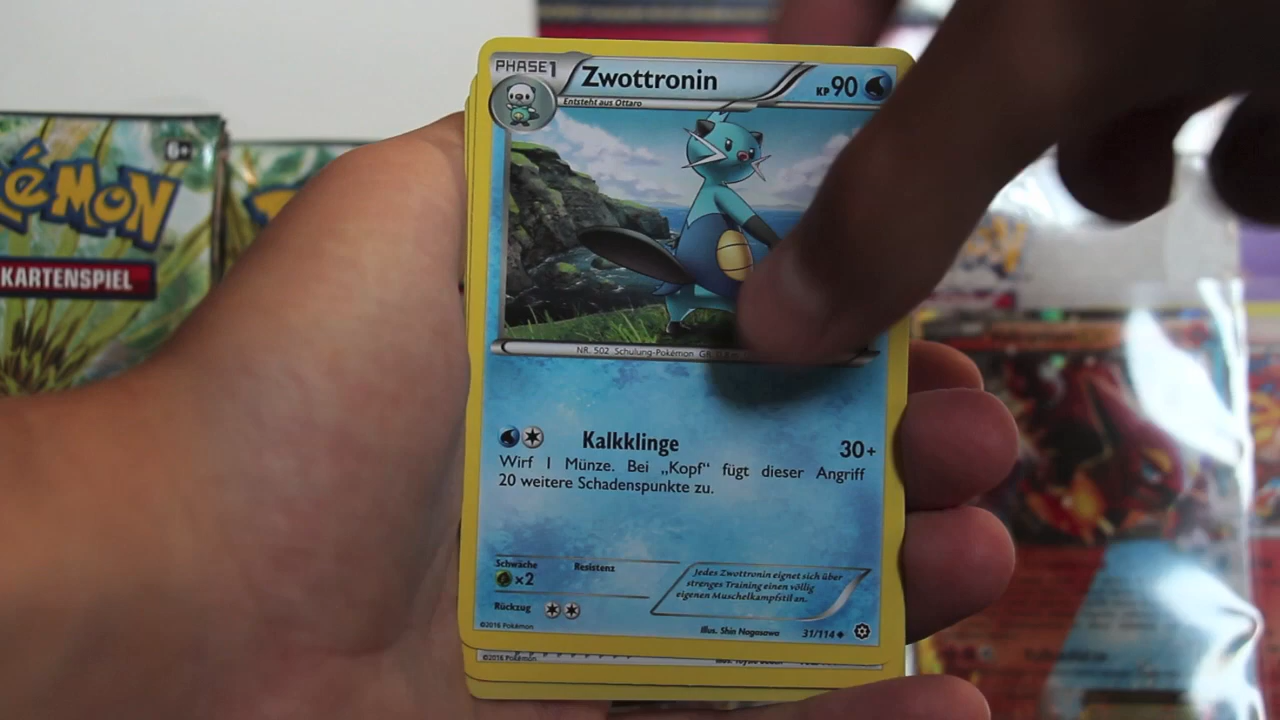 PHASE 1
Zwottronin
KP 90
Entsteht aus Ottaro
6+
éMON
KARTENSPIEL
NR. 502 Schulung-Pokémon
Kalkklinge
30+
Wirf 1 Münze. Bei „Kopf“ fügt dieser Angriff
20 weitere Schadenspunkte zu.
Schwäche
×2
Resistenz
Rückzug
Jedes Zwottronin eignet sich über
strenges Training einen völlig
eigenen Muschelkampfstil an.
©2016 Pokémon
Illus. Shin Nagasawa
31/114
©2016 Pokémon